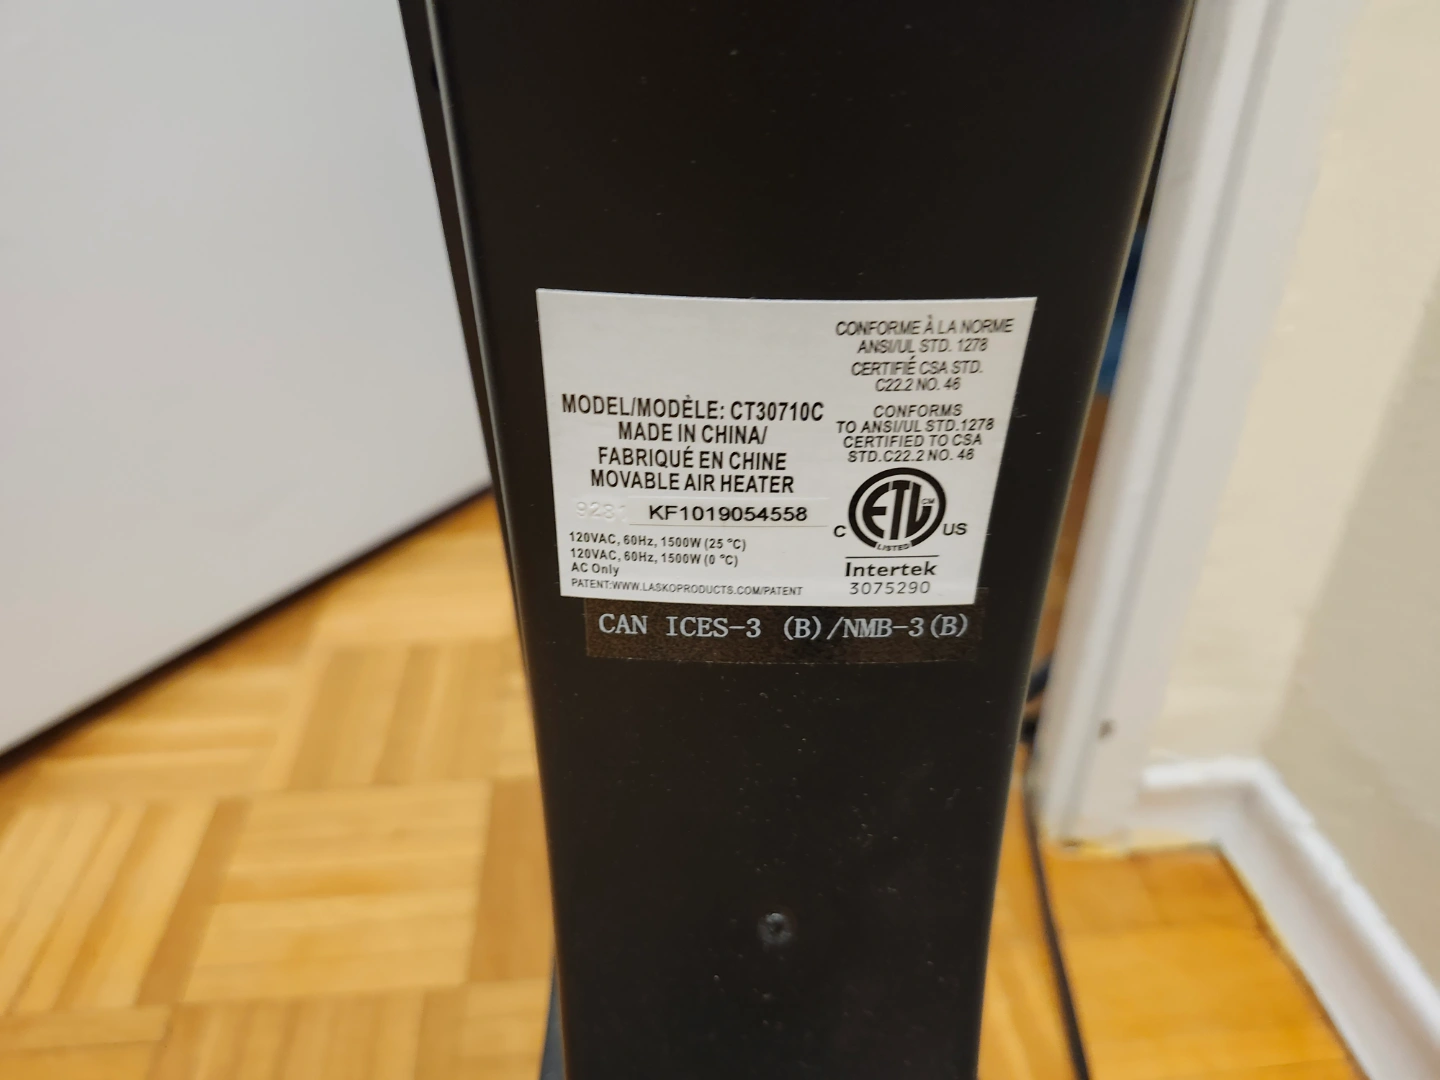 CONFORME À LA NORME
ANSI/UL STD. 1278
CERTIFIÉ CSA STD.
C22.2 NO. 46
MODEL/MODÈLE: CT30710C
MADE IN CHINA/
FABRIQUÉ EN CHINE
MOVABLE AIR HEATER
KF1019054558
120VAC, 60Hz, 1500W (25 °C)
120VAC, 60Hz, 1500W (0 °C)
AC Only
PATENT:WWW.LASKOPRODUCTS.COM/PATENT
CONFORMS
TO ANSI/UL STD.1278
CERTIFIED TO CSA
STD.C22.2 NO. 46
ETL CM
LISTED
C US
Intertek
3075290
CAN ICES-3 (B)/NMB-3(B)